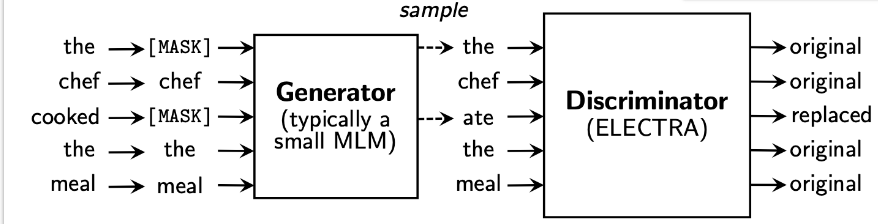 sample
the [MASK] the original
chef chef chef original
cooked [MASK] ate replaced
the the the original
meal meal meal original
Generator
(typically a
small MLM)
Discriminator
(ELECTRA)